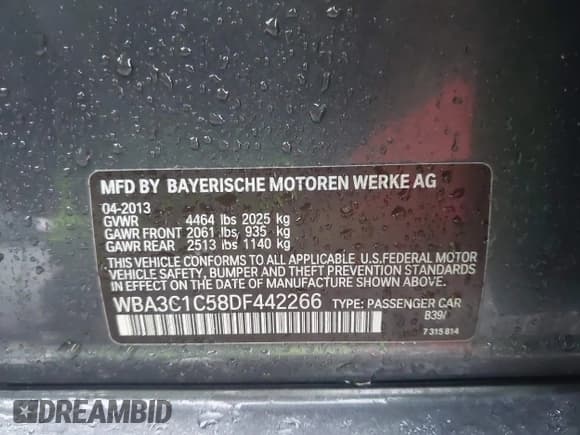 MFD BY BAYERISCHE MOTOREN WERKE AG
04-2013
GVWR 4464 lbs 2025 kg
GAWR FRONT 2061 lbs 935 kg
GAWR REAR 2513 lbs 1140 kg
THIS VEHICLE CONFORMS TO ALL APPLICABLE U.S.FEDERAL MOTOR
VEHICLE SAFETY, BUMPER AND THEFT PREVENTION STANDARDS
IN EFFECT ON THE DATE OF MANUFACTURE SHOWN ABOVE.
WBA3C1C58DF442266 TYPE: PASSENGER CAR
B39/
7 315 814
DREAMBID